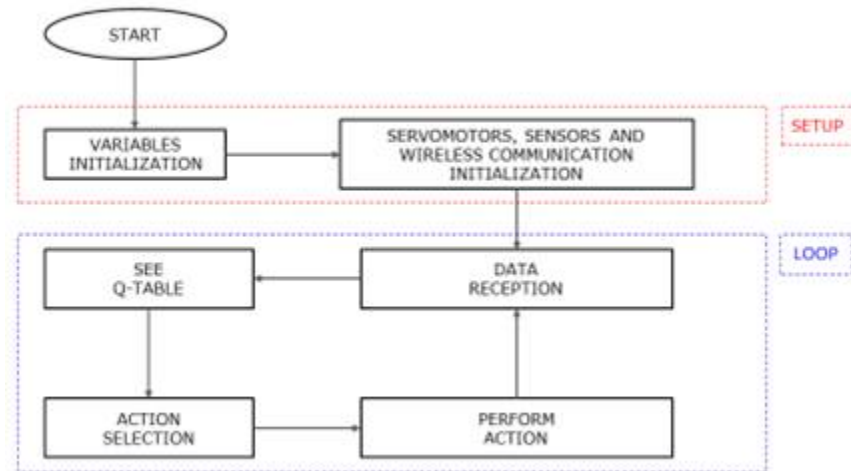 START
VARIABLES
INITIALIZATION
SERVOMOTORS, SENSORS AND
WIRELESS COMMUNICATION
INITIALIZATION
SETUP
SEE
Q-TABLE
DATA
RECEPTION
LOOP
ACTION
SELECTION
PERFORM
ACTION